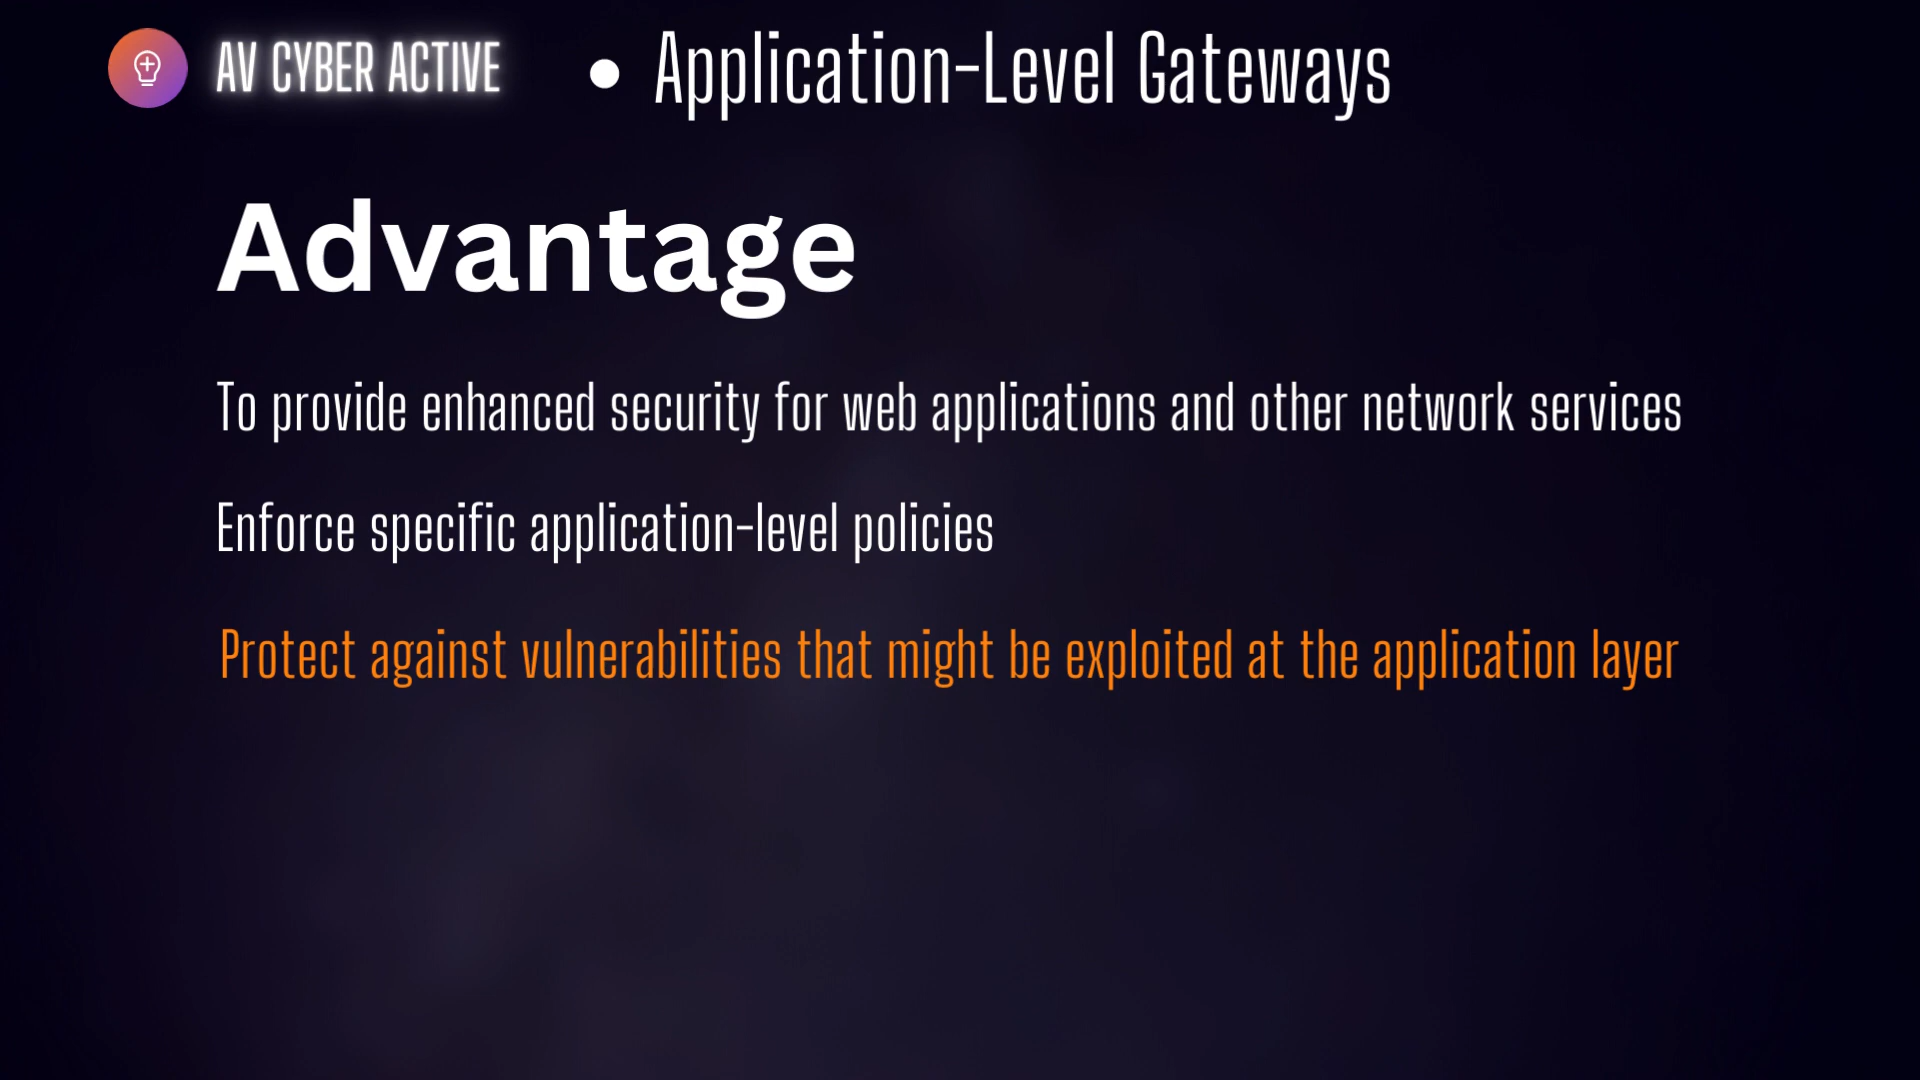 AV CYBER ACTIVE
• Application-Level Gateways
Advantage
To provide enhanced security for web applications and other network services
Enforce specific application-level policies
Protect against vulnerabilities that might be exploited at the application layer